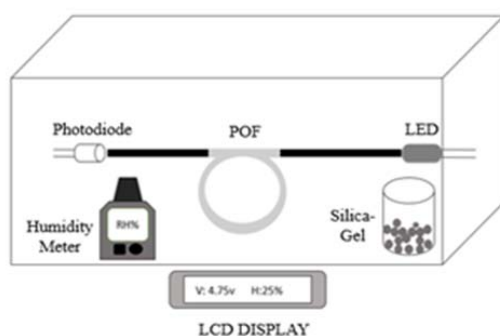 Photodiode
POF
LED
Humidity
Meter
RH%
Silica-
Gel
V: 4.75v H:25%
LCD DISPLAY